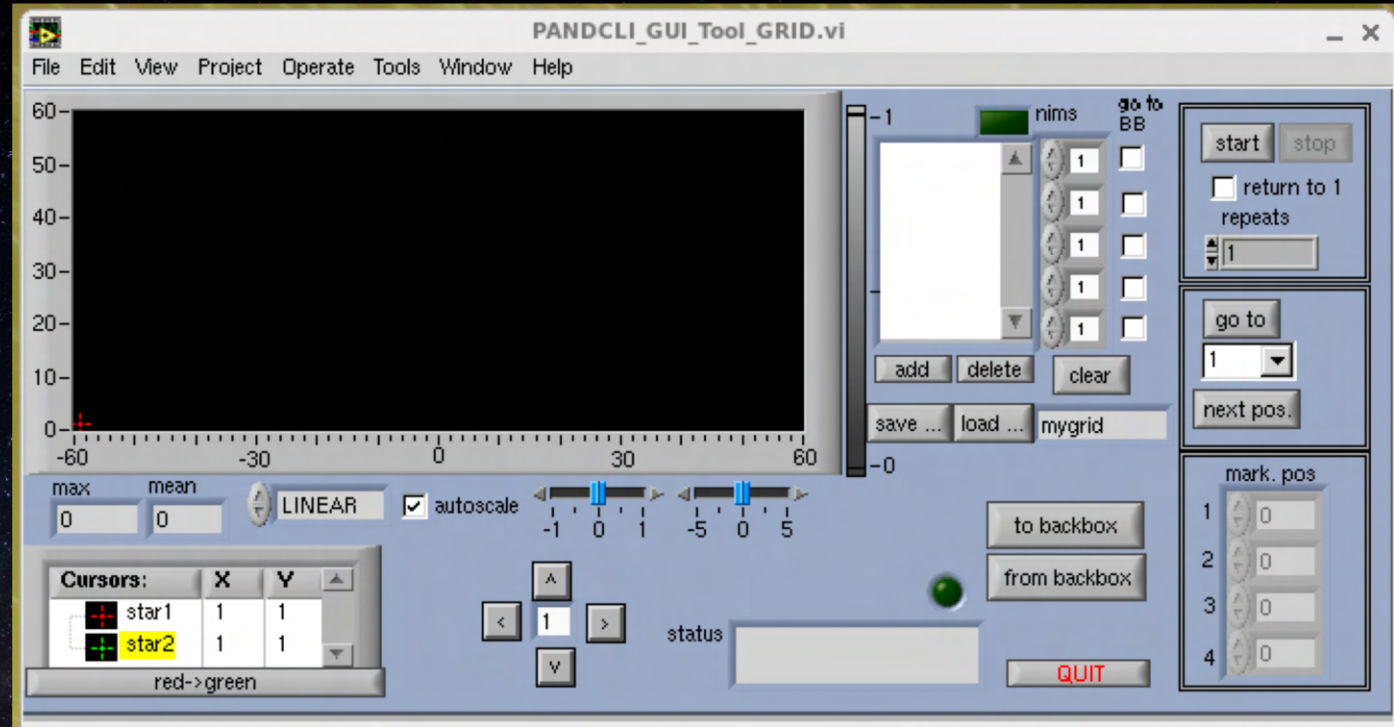 PANDCLI_GUI_Tool_GRID.vi
File Edit View Project Operate Tools Window Help
60
50
40
30
20
10
0
-60 -30 0 30 60
1
0
nims
go to
BB
1
1
1
1
1
add delete clear
save ... load ... mygrid
start stop
return to 1
repeats
1
go to
1
next pos.
mark. pos
1 0
2 0
3 0
4 0
max mean
0 0
LINEAR
autoscale
-1 0 1
-5 0 5
Cursors: X Y
star1 1 1
star2 1 1
red->green
^
< 1 >
v
status
to backbox
from backbox
QUIT